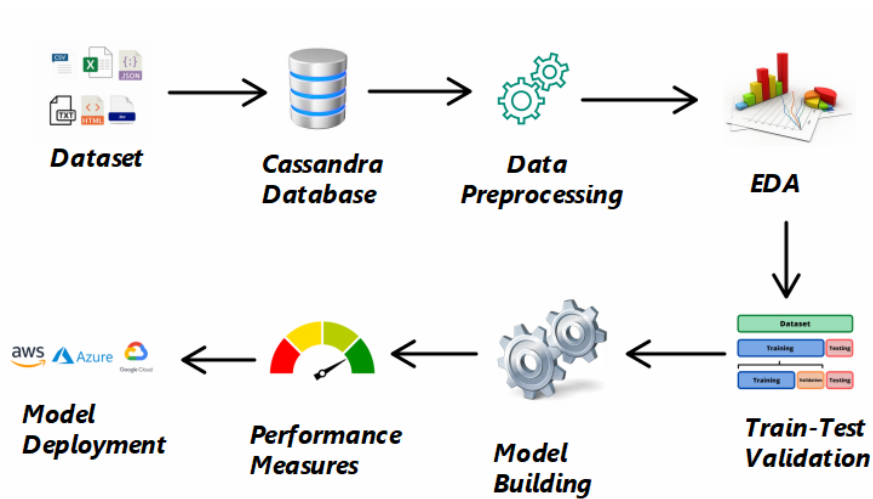 CSV
X
{;}
JSON
TXT
< >
HTML
Dataset
Cassandra
Database
Data
Preprocessing
EDA
Dataset
Training
Testing
Training
Validation
Testing
Train-Test
Validation
Model
Building
Performance
Measures
aws
Azure
Google Cloud
Model
Deployment